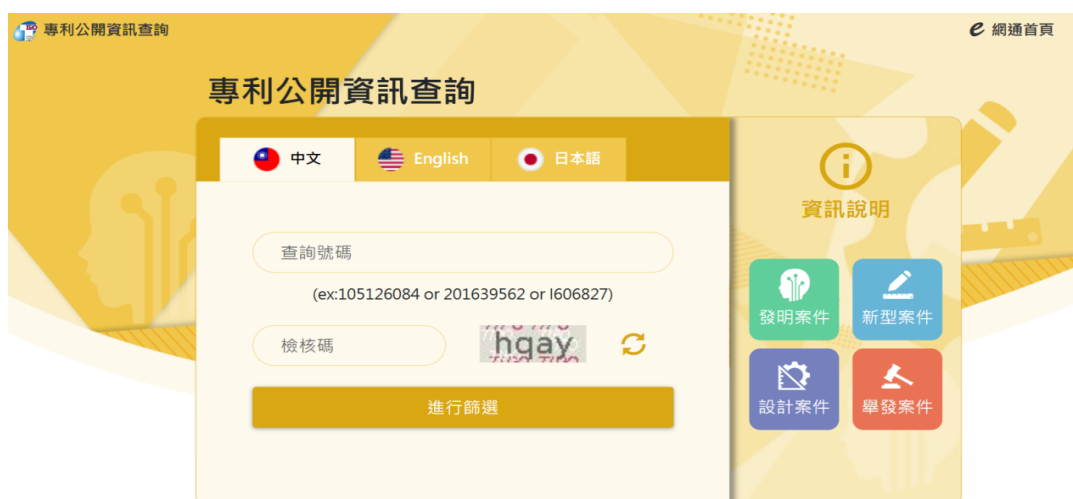 專利公開資訊查詢
e 網通首頁
專利公開資訊查詢
中文
English
日本語
查詢號碼
(ex:105126084 or 201639562 or I606827)
檢核碼
hqay
進行篩選
i
資訊說明
發明案件
新型案件
設計案件
舉發案件